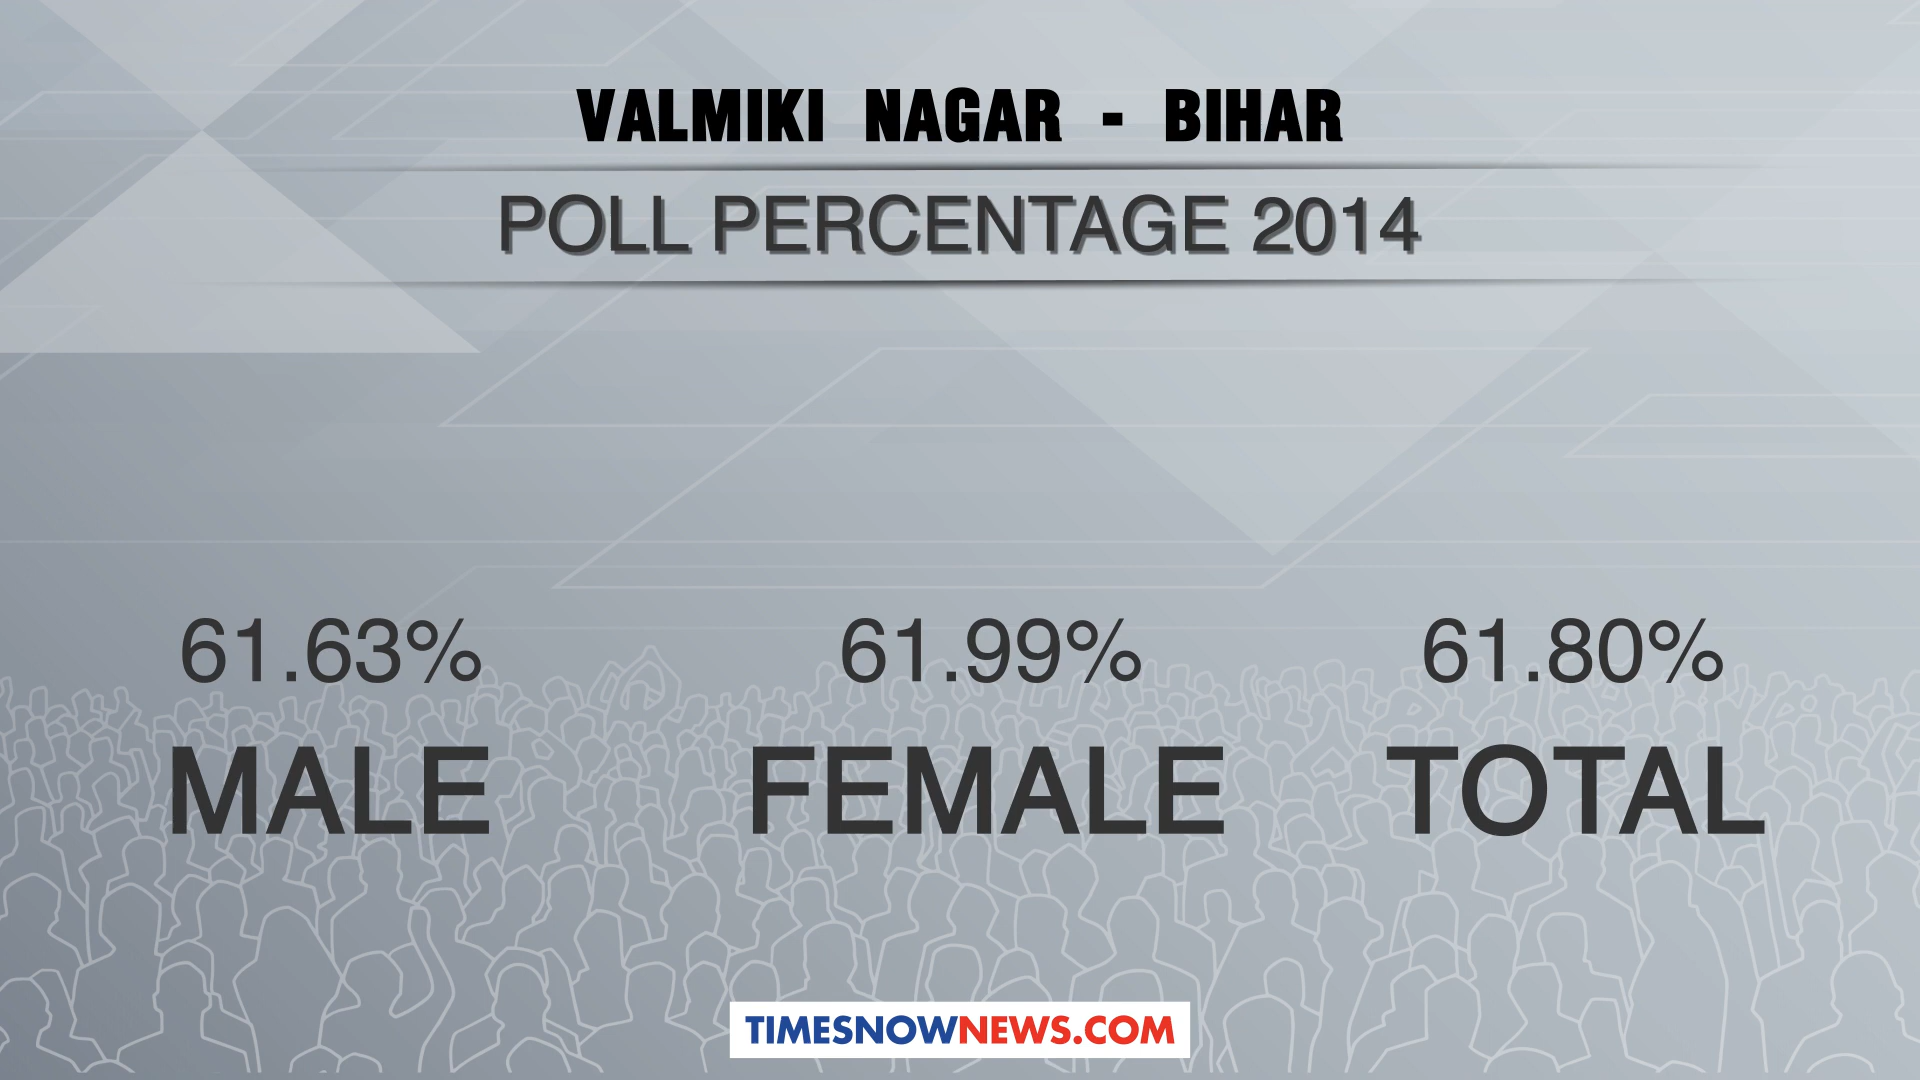 VALMIKI NAGAR - BIHAR
POLL PERCENTAGE 2014
61.63% 61.99% 61.80%
MALE FEMALE TOTAL
TIMESNOWNEWS.COM